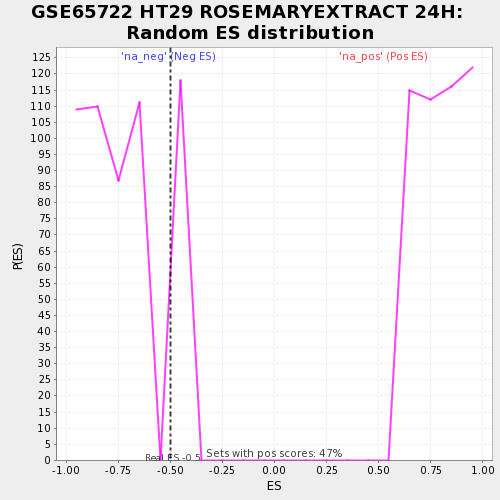 GSE65722 HT29 ROSEMARYEXTRACT 24H:
Random ES distribution
'na_neg' (Neg ES)
'na_pos' (Pos ES)
125
120
115
110
105
100
95
90
85
80
75
70
65
60
55
50
45
40
35
30
25
20
15
10
5
0
P(ES)
Real ES -0.5
Sets with pos scores: 47%
-1.00 -0.75 -0.50 -0.25 0.00 0.25 0.50 0.75 1.00
ES